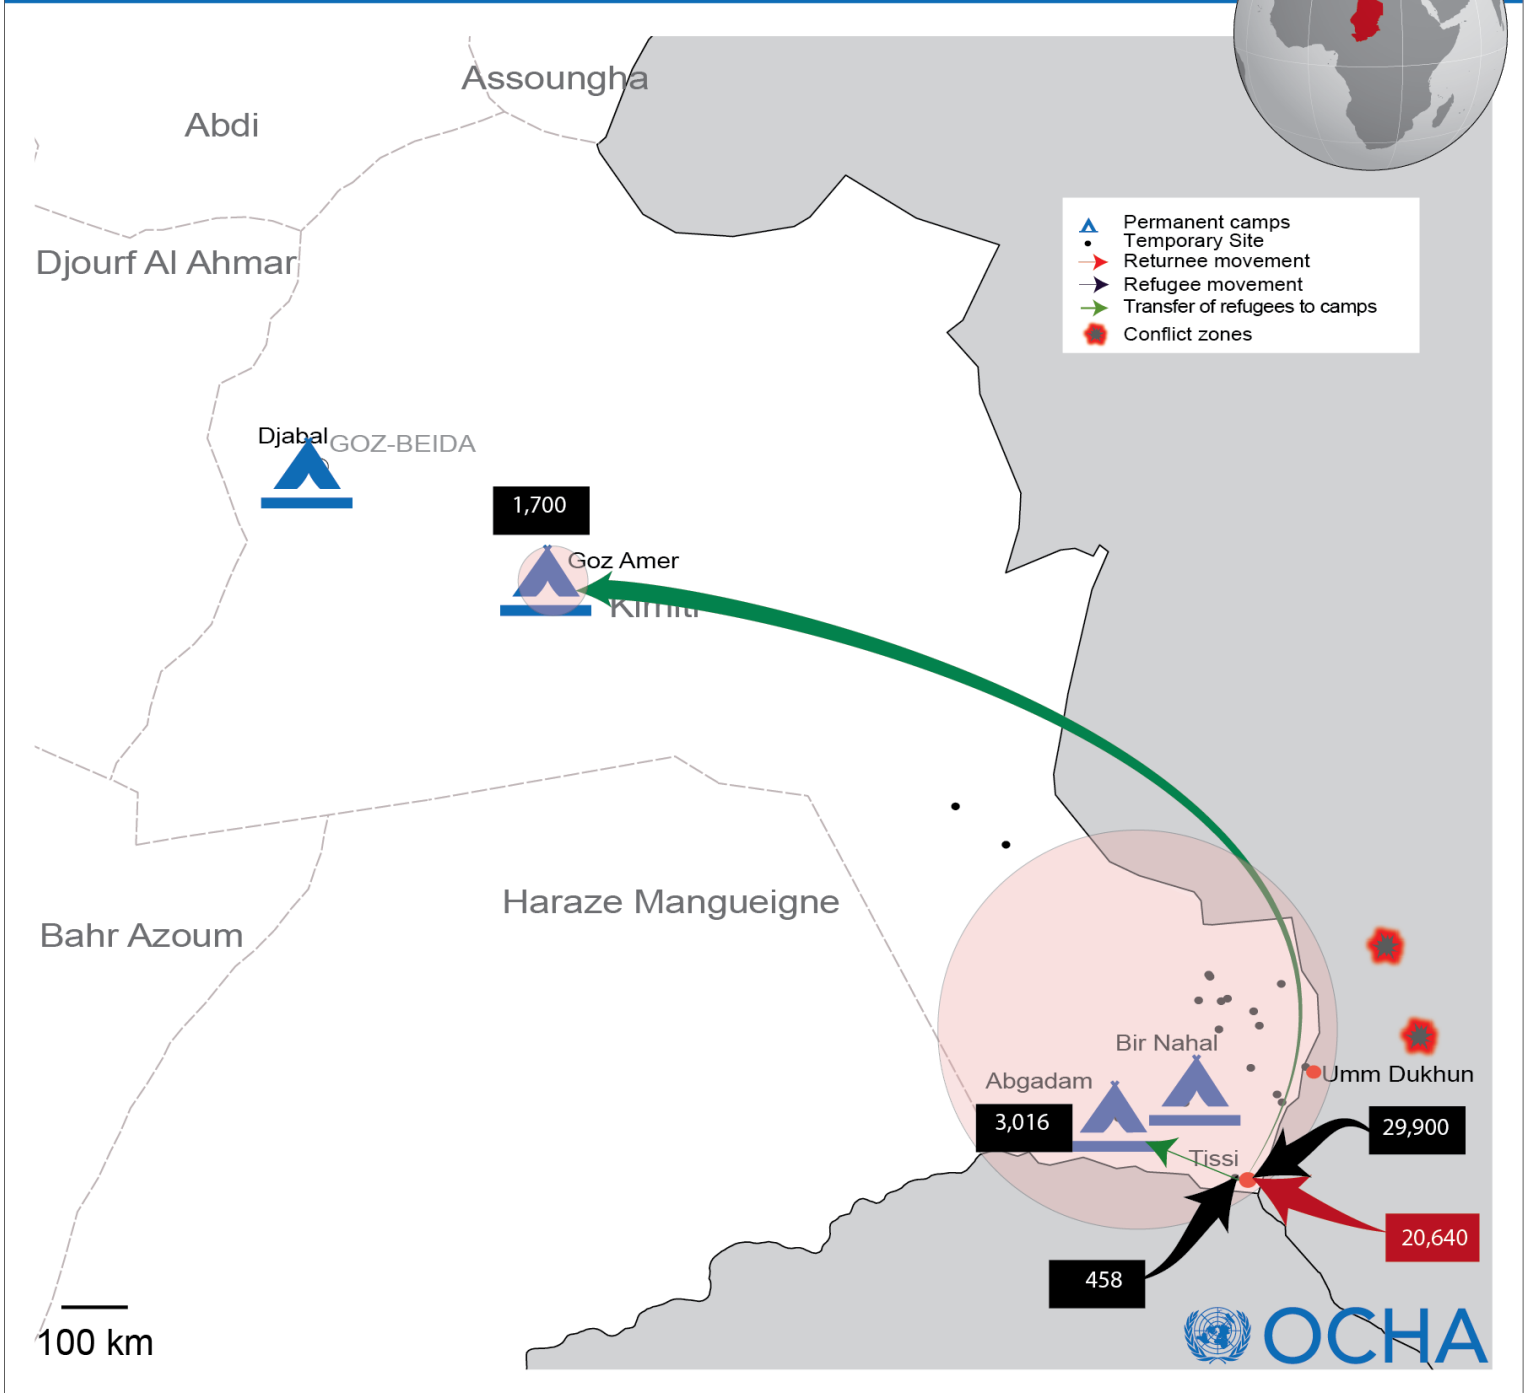 Assoungha
Abdi
Djourf Al Ahmar
Permanent camps
Temporary Site
Returnee movement
Refugee movement
Transfer of refugees to camps
Conflict zones
Djabal
GOZ-BEIDA
1,700
Goz Amer
Kimiti
Haraze Mangueigne
Bahr Azoum
Bir Nahal
Abgadam
Umm Dukhun
3,016
29,900
Tissi
20,640
458
100 km
OCHA